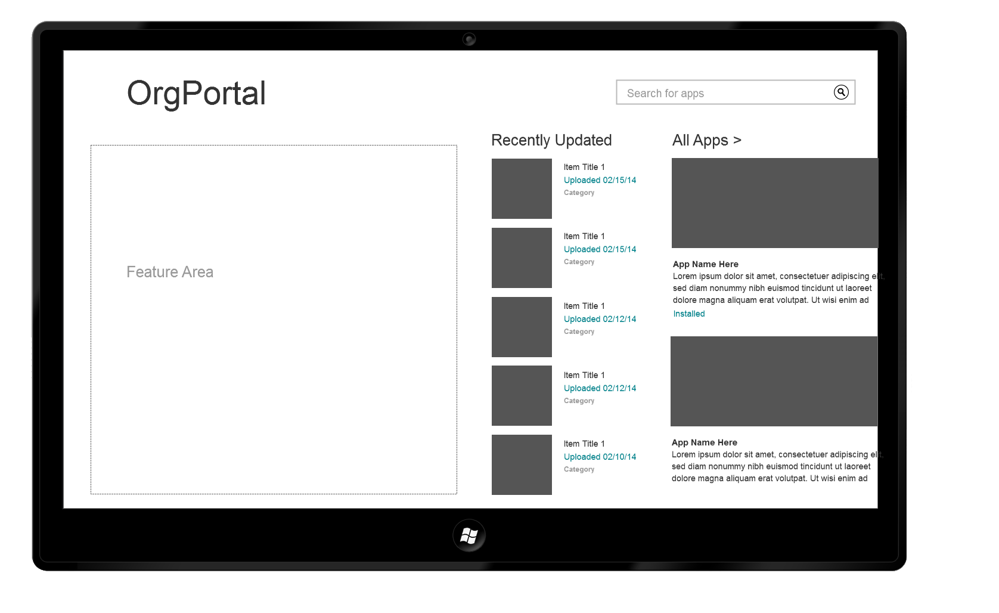 OrgPortal
Search for apps
Feature Area
Recently Updated
Item Title 1
Uploaded 02/15/14
Category
Item Title 1
Uploaded 02/15/14
Category
Item Title 1
Uploaded 02/12/14
Category
Item Title 1
Uploaded 02/12/14
Category
Item Title 1
Uploaded 02/10/14
Category
All Apps >
App Name Here
Lorem ipsum dolor sit amet, consectetuer adipiscing elit,
sed diam nonummy nibh euismod tincidunt ut laoreet
dolore magna aliquam erat volutpat. Ut wisi enim ad
Installed
App Name Here
Lorem ipsum dolor sit amet, consectetuer adipiscing elit,
sed diam nonummy nibh euismod tincidunt ut laoreet
dolore magna aliquam erat volutpat. Ut wisi enim ad